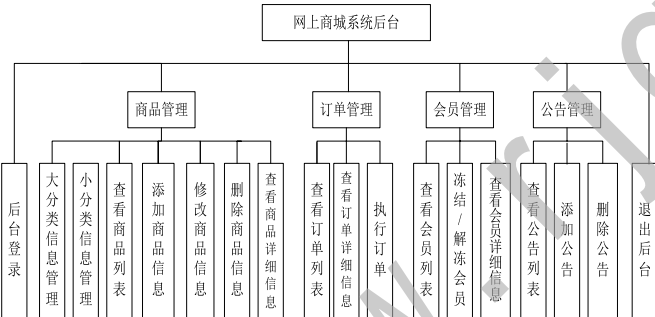 网上商城系统后台
商品管理
订单管理
会员管理
公告管理
后台登录
大分类信息管理
小分类信息管理
查看商品列表
添加商品信息
修改商品信息
删除商品信息
查看商品详细信息
查看订单列表
查看订单详细信息
执行订单
查看会员列表
冻结/解冻会员
查看会员详细信息
查看公告列表
添加公告
删除公告
退出后台
w.rjg